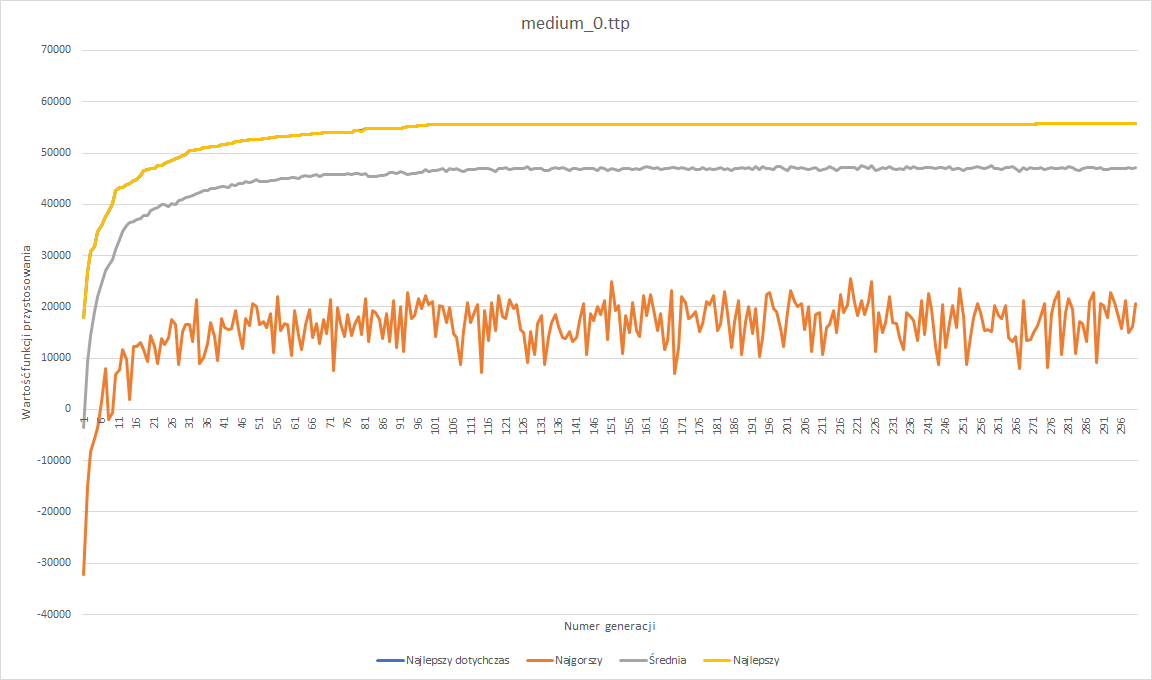 medium_0.ttp
70000
60000
50000
40000
30000
20000
10000
0
-10000
-20000
-30000
-40000
Wartość funkcji przystosowania
1 6 11 16 21 26 31 36 41 46 51 56 61 66 71 76 81 86 91 96 101 106 111 116 121 126 131 136 141 146 151 156 161 166 171 176 181 186 191 196 201 206 211 216 221 226 231 236 241 246 251 256 261 266 271 276 281 286 291 296
Numer generacji
Najlepszy dotychczas Najgorszy Średnia Najlepszy